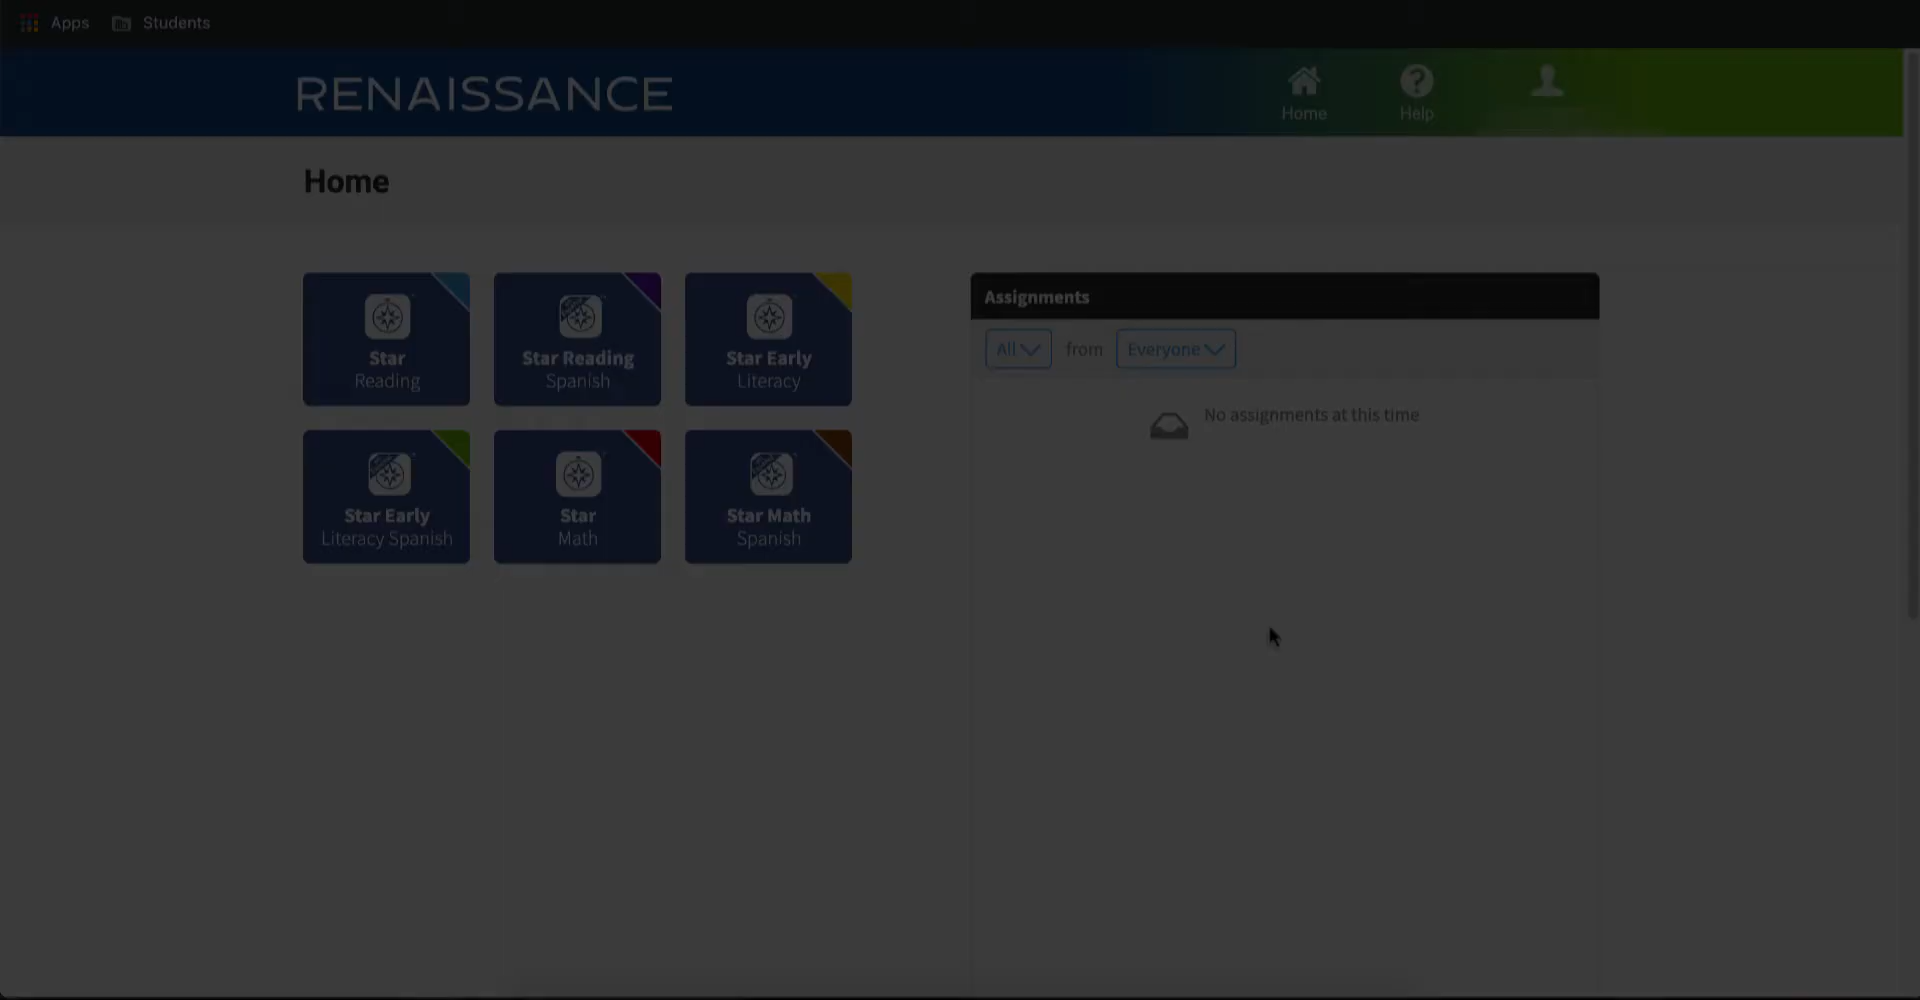 Apps
Students
RENAISSANCE
Home
Help
Home
Star
Reading
Star Reading
Spanish
Star Early
Literacy
Star Early
Literacy Spanish
Star
Math
Star Math
Spanish
Assignments
All from Everyone
No assignments at this time